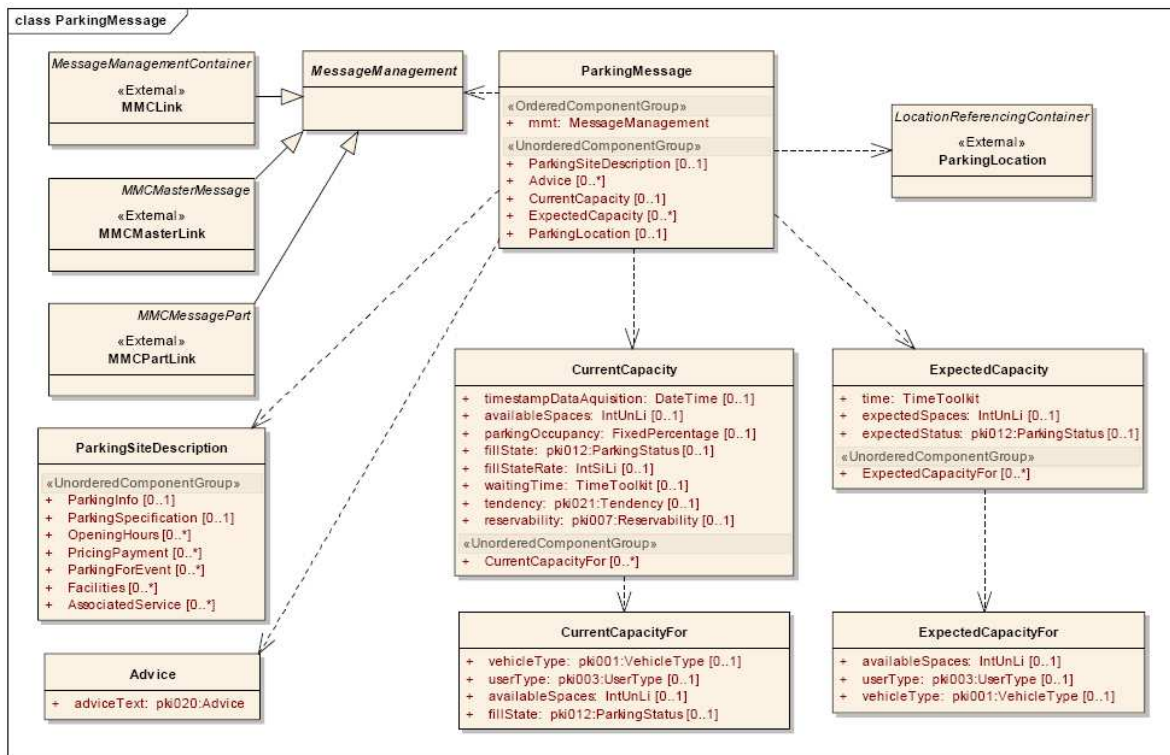 class ParkingMessage
MessageManagementContainer
«External»
MMCLink
MessageManagement
ParkingMessage
«OrderedComponentGroup»
+ mmt: MessageManagement
«UnorderedComponentGroup»
+ ParkingSiteDescription [0..1]
+ Advice [0..*]
+ CurrentCapacity [0..1]
+ ExpectedCapacity [0..*]
+ ParkingLocation [0..1]
LocationReferencingContainer
«External»
ParkingLocation
MMCMasterMessage
«External»
MMCMasterLink
MMCMessagePart
«External»
MMCPartLink
CurrentCapacity
+ timestampDataAquisition: DateTime [0..1]
+ availableSpaces: IntUnLi [0..1]
+ parkingOccupancy: FixedPercentage [0..1]
+ fillState: pki012:ParkingStatus [0..1]
+ fillStateRate: IntSiLi [0..1]
+ waitingTime: TimeToolkit [0..1]
+ tendency: pki021:Tendency [0..1]
+ reservability: pki007:Reservability [0..1]
«UnorderedComponentGroup»
+ CurrentCapacityFor [0..*]
ExpectedCapacity
+ time: TimeToolkit
+ expectedSpaces: IntUnLi [0..1]
+ expectedStatus: pki012:ParkingStatus [0..1]
«UnorderedComponentGroup»
+ ExpectedCapacityFor [0..*]
ParkingSiteDescription
«UnorderedComponentGroup»
+ ParkingInfo [0..1]
+ ParkingSpecification [0..1]
+ OpeningHours [0..*]
+ PricingPayment [0..*]
+ ParkingForEvent [0..*]
+ Facilities [0..*]
+ AssociatedService [0..*]
Advice
+ adviceText: pki020:Advice
CurrentCapacityFor
+ vehicleType: pki001:VehicleType [0..1]
+ userType: pki003:UserType [0..1]
+ availableSpaces: IntUnLi [0..1]
+ fillState: pki012:ParkingStatus [0..1]
ExpectedCapacityFor
+ availableSpaces: IntUnLi [0..1]
+ userType: pki003:UserType [0..1]
+ vehicleType: pki001:VehicleType [0..1]